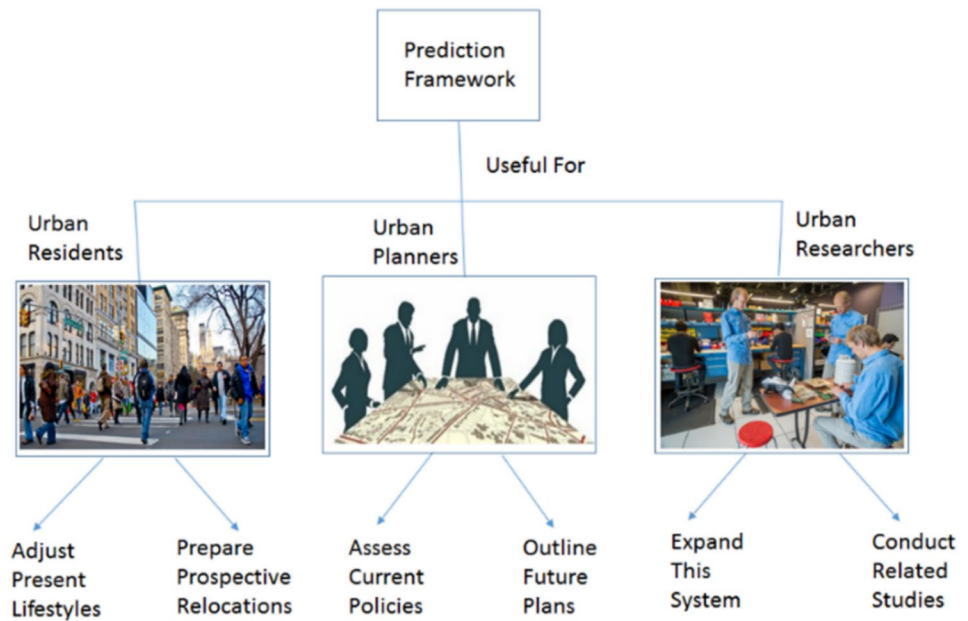 Prediction
Framework
Useful For
Urban
Residents
Urban
Planners
Urban
Researchers
Adjust
Present
Lifestyles
Prepare
Prospective
Relocations
Assess
Current
Policies
Outline
Future
Plans
Expand
This
System
Conduct
Related
Studies